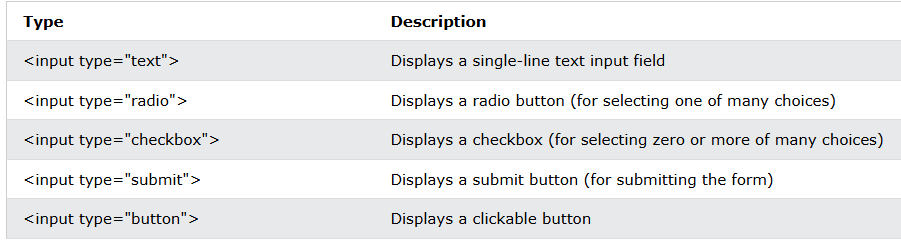 Type Description
<input type="text"> Displays a single-line text input field
<input type="radio"> Displays a radio button (for selecting one of many choices)
<input type="checkbox"> Displays a checkbox (for selecting zero or more of many choices)
<input type="submit"> Displays a submit button (for submitting the form)
<input type="button"> Displays a clickable button